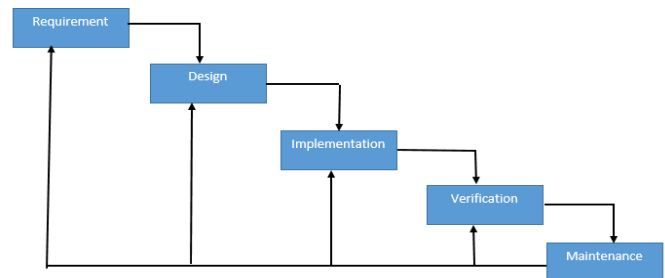 Requirement
Design
Implementation
Verification
Maintenance